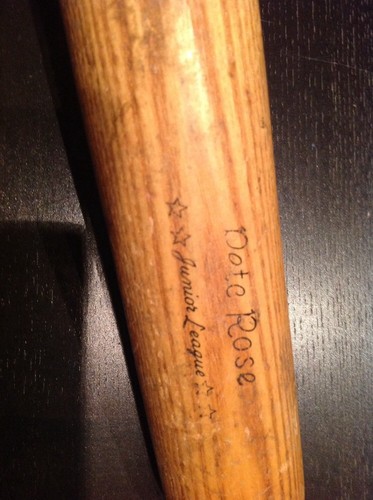 Pete Rose
☆☆ Junior League ☆☆